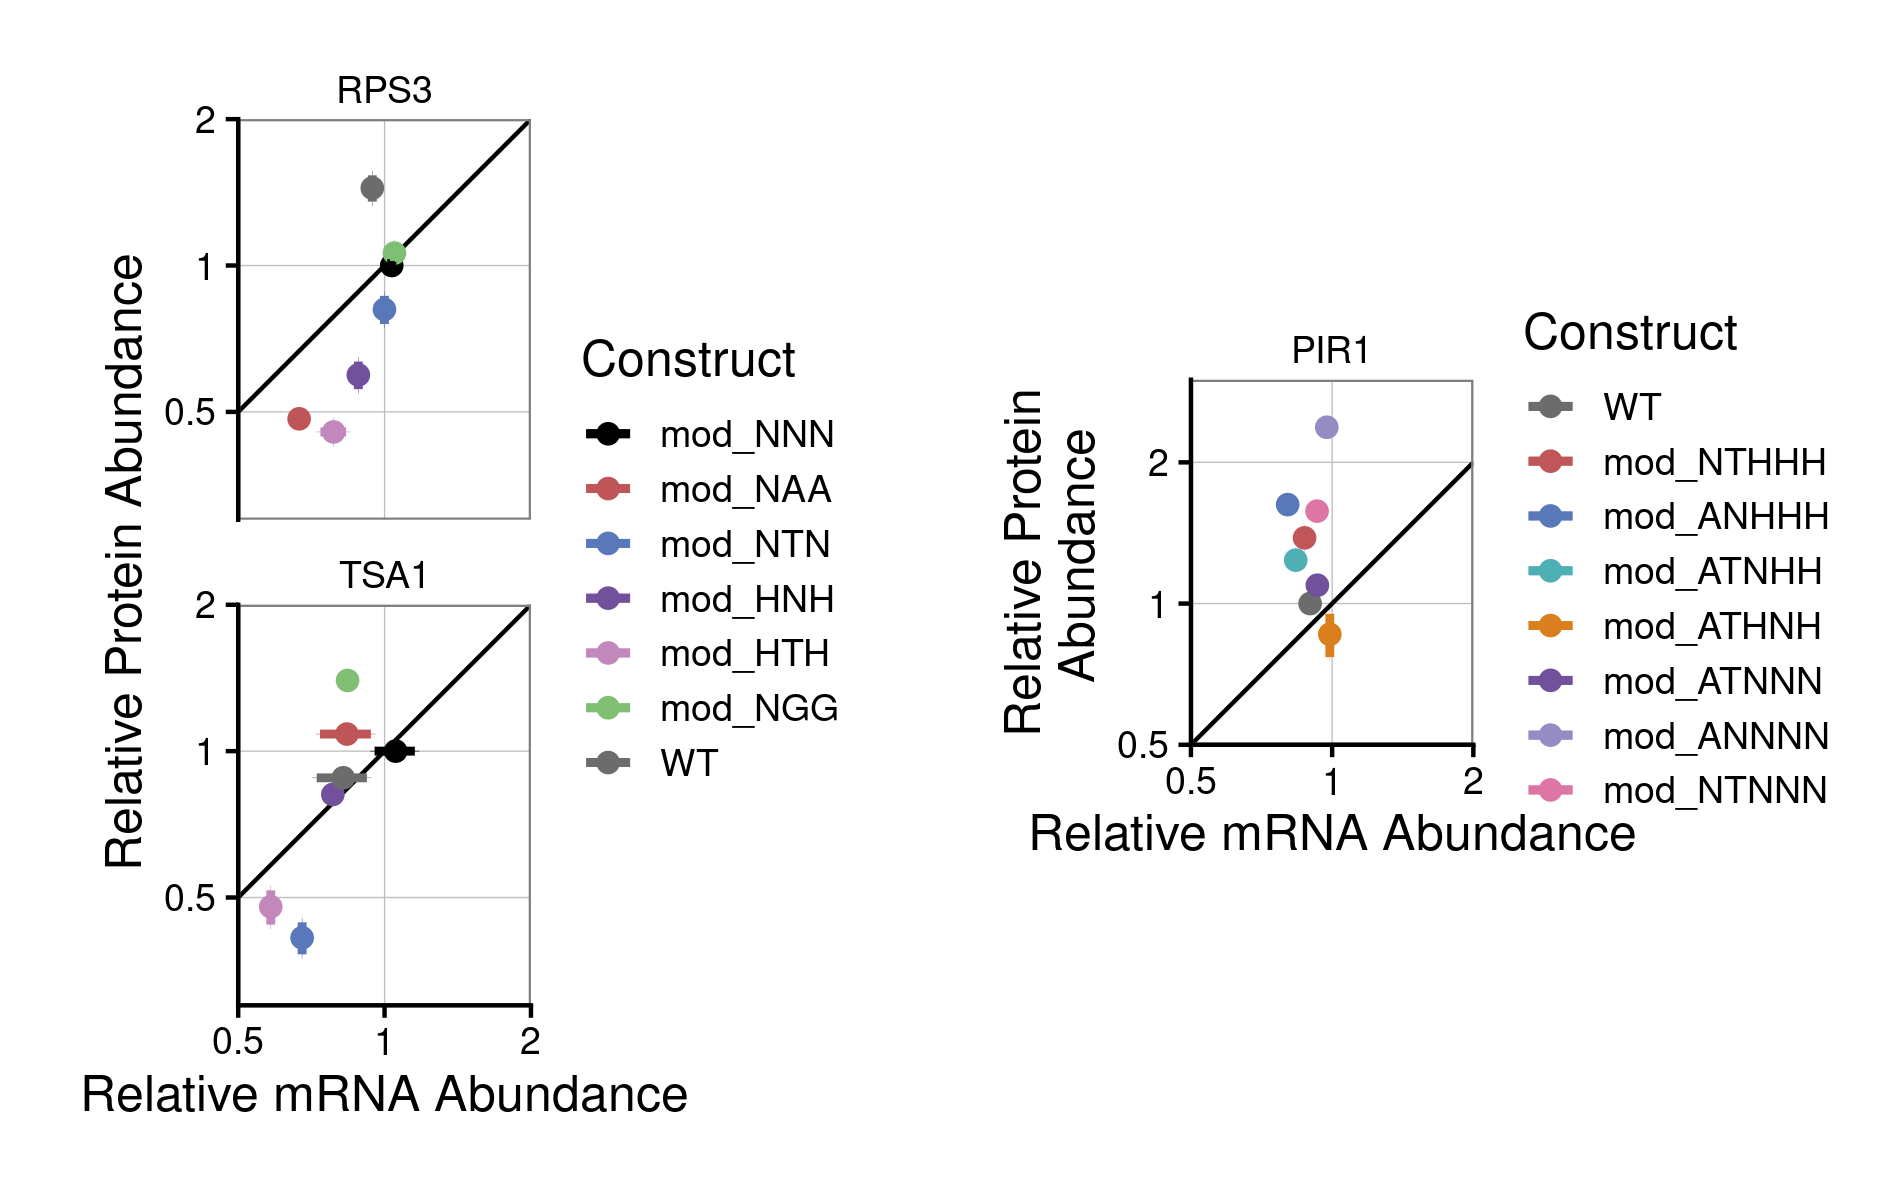 RPS3
2
1
0.5
TSA1
2
1
0.5
0.5 1 2
Relative mRNA Abundance
Relative Protein Abundance
Construct
mod_NNN
mod_NAA
mod_NTN
mod_HNH
mod_HTH
mod_NGG
WT
PIR1
2
1
0.5
0.5 1 2
Relative mRNA Abundance
Relative Protein
Abundance
Construct
WT
mod_NTHHH
mod_ANHHH
mod_ATNHH
mod_ATHNH
mod_ATNNN
mod_ANNNN
mod_NTNNN